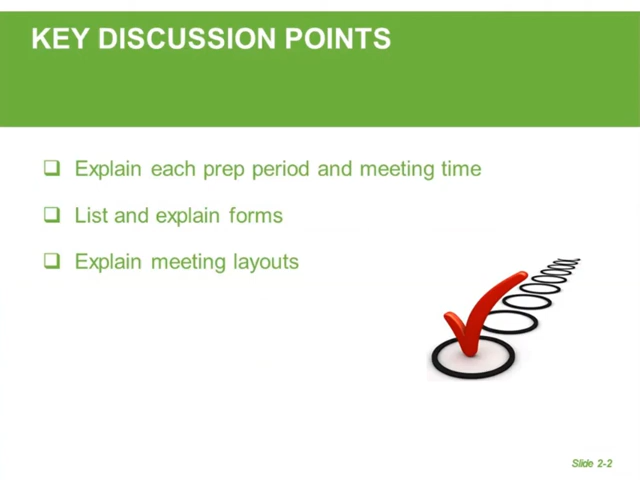 KEY DISCUSSION POINTS
Explain each prep period and meeting time
List and explain forms
Explain meeting layouts
Slide 2-2